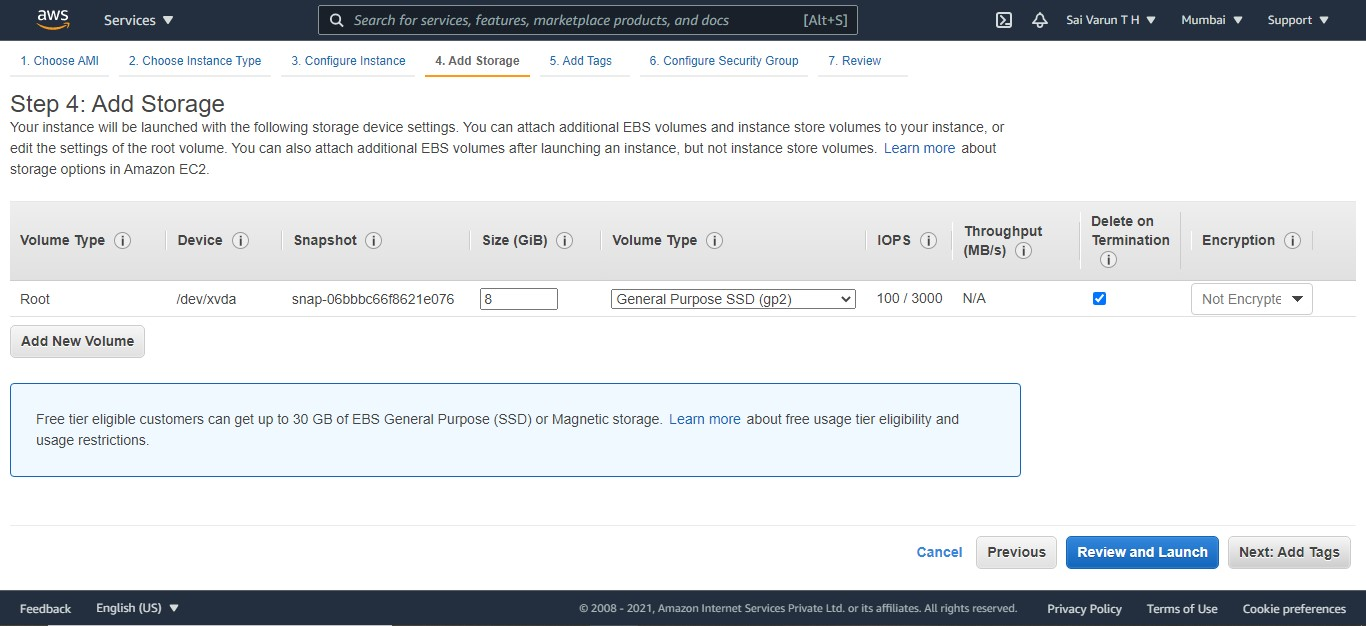 aws
Services
Search for services, features, marketplace products, and docs [Alt+S]
Sai Varun T H
Mumbai
Support
1. Choose AMI
2. Choose Instance Type
3. Configure Instance
4. Add Storage
5. Add Tags
6. Configure Security Group
7. Review
Step 4: Add Storage
Your instance will be launched with the following storage device settings. You can attach additional EBS volumes and instance store volumes to your instance, or
edit the settings of the root volume. You can also attach additional EBS volumes after launching an instance, but not instance store volumes. Learn more about
storage options in Amazon EC2.
Volume Type
Device
Snapshot
Size (GiB)
Volume Type
IOPS
Throughput
(MB/s)
Delete on
Termination
Encryption
Root
/dev/xvda
snap-06bbbc66f8621e076
8
General Purpose SSD (gp2)
100 / 3000
N/A
Not Encrypte
Add New Volume
Free tier eligible customers can get up to 30 GB of EBS General Purpose (SSD) or Magnetic storage. Learn more about free usage tier eligibility and
usage restrictions.
Cancel
Previous
Review and Launch
Next: Add Tags
Feedback
English (US)
© 2008 - 2021, Amazon Internet Services Private Ltd. or its affiliates. All rights reserved.
Privacy Policy
Terms of Use
Cookie preferences